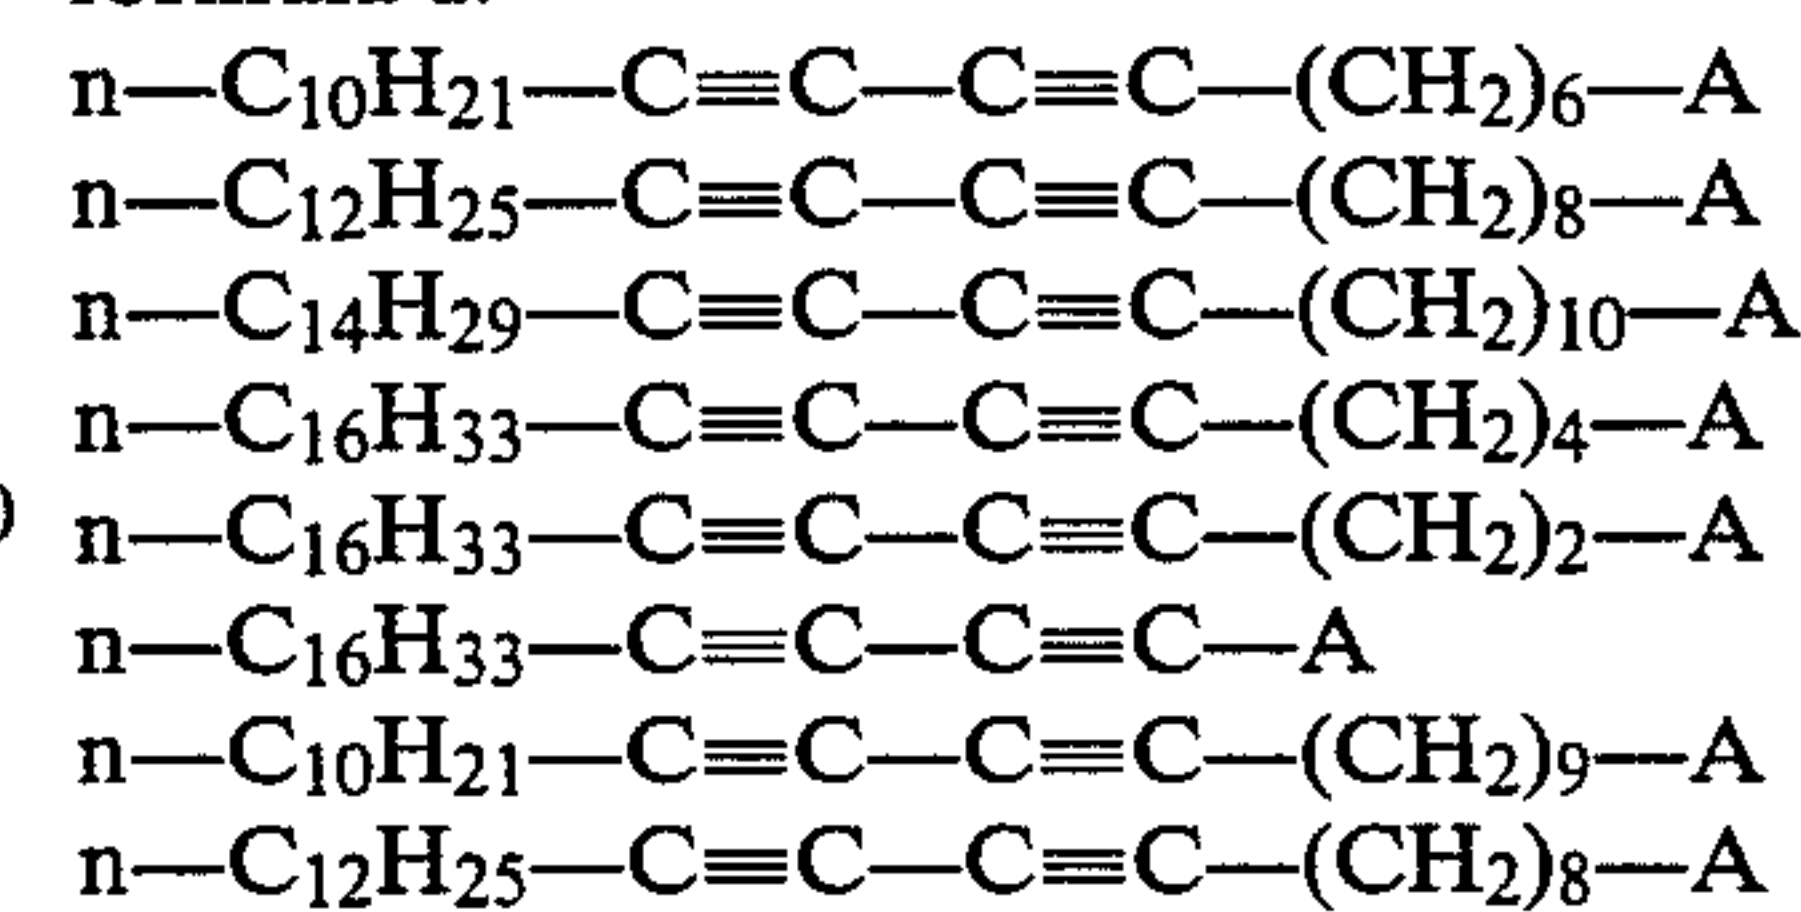 n—C₁₀H₂₁—C≡C—C≡C—(CH₂)₆—A
n—C₁₂H₂₅—C≡C—C≡C—(CH₂)₈—A
n—C₁₄H₂₉—C≡C—C≡C—(CH₂)₁₀—A
n—C₁₆H₃₃—C≡C—C≡C—(CH₂)₄—A
n—C₁₆H₃₃—C≡C—C≡C—(CH₂)₂—A
n—C₁₆H₃₃—C≡C—C≡C—A
n—C₁₀H₂₁—C≡C—C≡C—(CH₂)₉—A
n—C₁₂H₂₅—C≡C—C≡C—(CH₂)₈—A